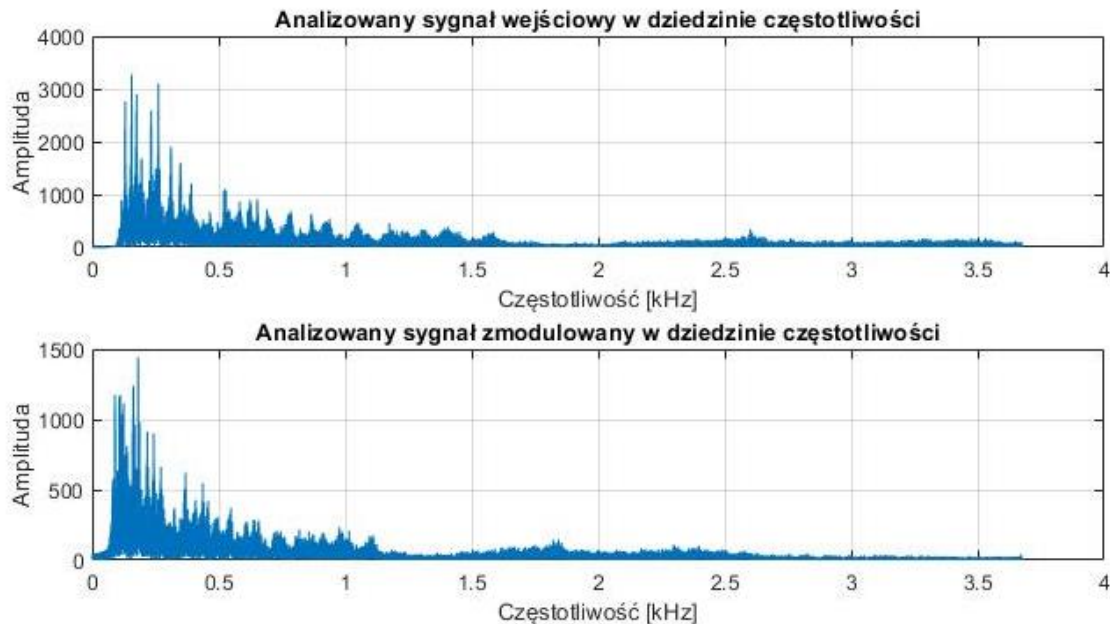 Analizowany sygnał wejściowy w dziedzinie częstotliwości
4000
3000
2000
1000
0
Amplituda
0 0.5 1 1.5 2 2.5 3 3.5 4
Częstotliwość [kHz]
Analizowany sygnał zmodulowany w dziedzinie częstotliwości
1500
1000
500
0
Amplituda
0 0.5 1 1.5 2 2.5 3 3.5 4
Częstotliwość [kHz]